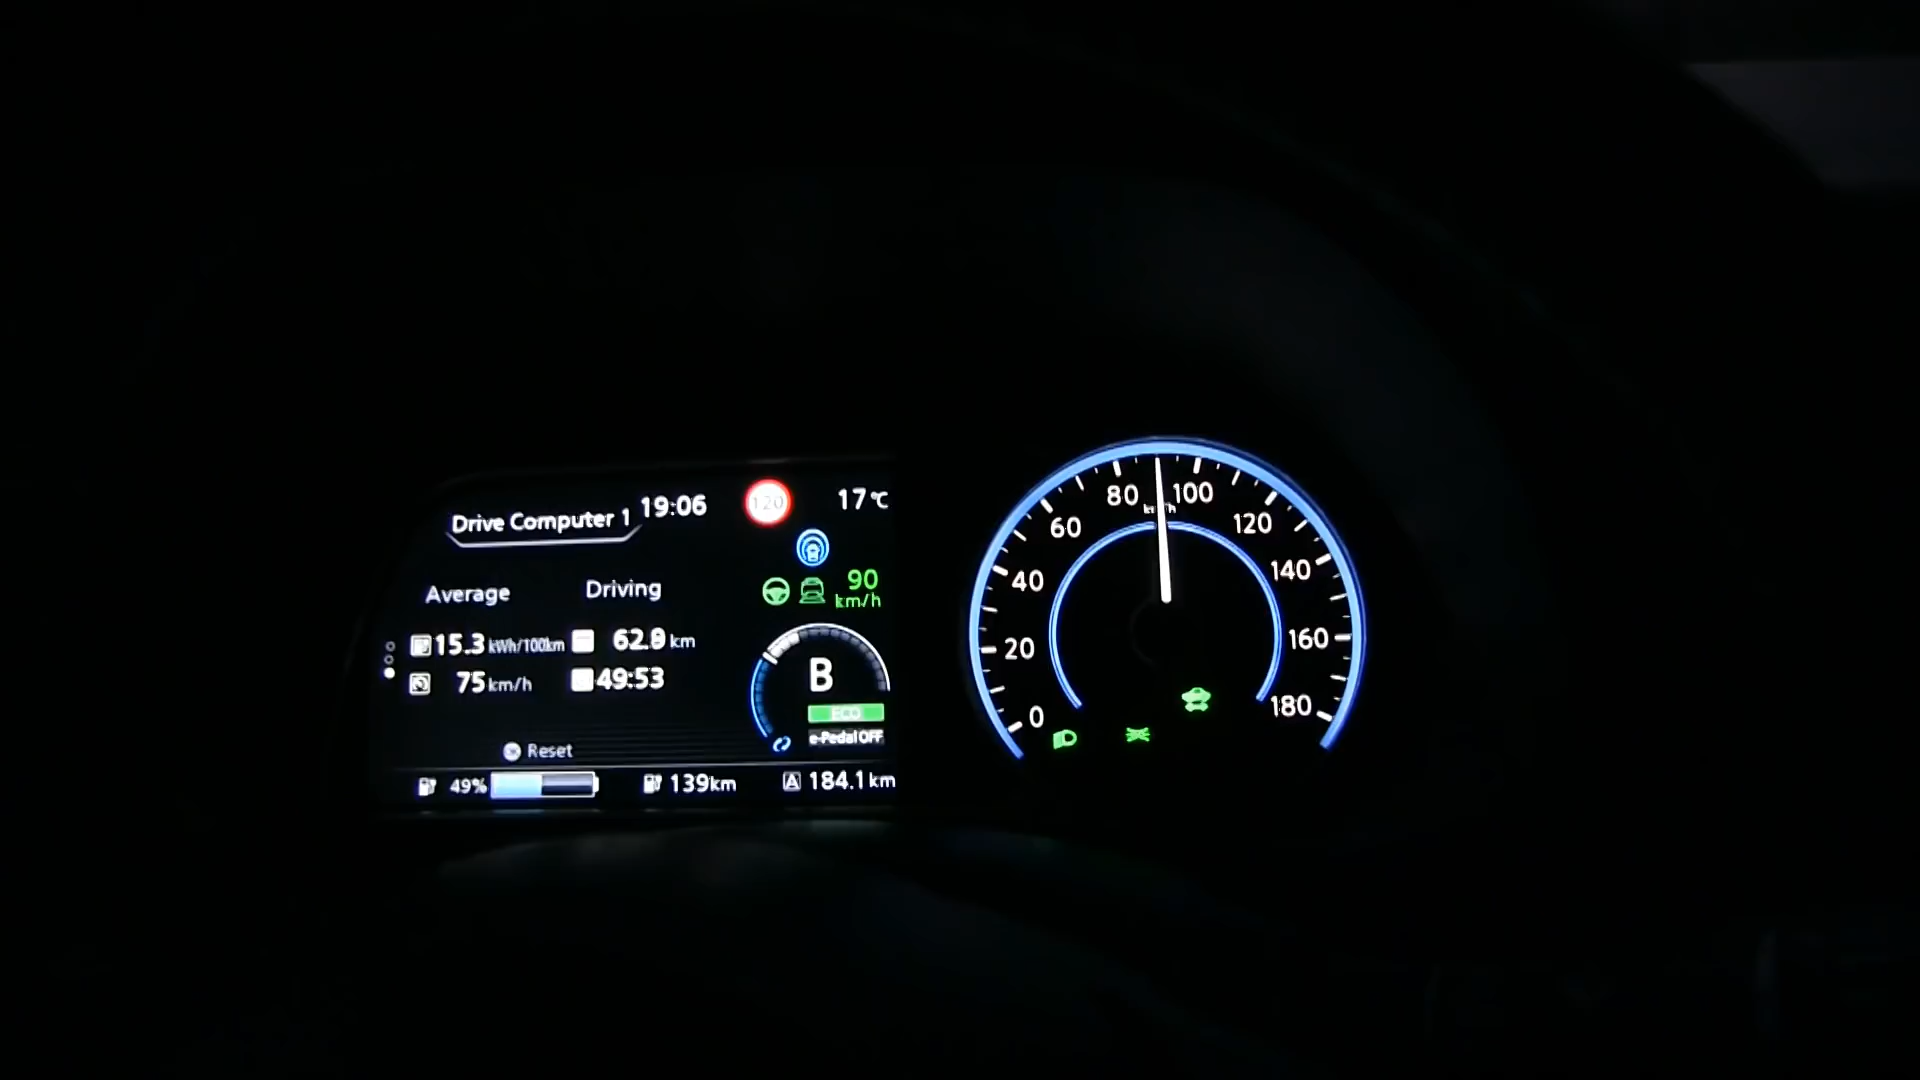 Drive Computer 1
19:06
120
17°C
90
km/h
Average
Driving
15.3 kWh/100km
62.8 km
75 km/h
49:53
B
ECO
e-Pedal OFF
Reset
49%
139km
A 184.1 km
0
20
40
60
80
100
120
140
160
180
km/h